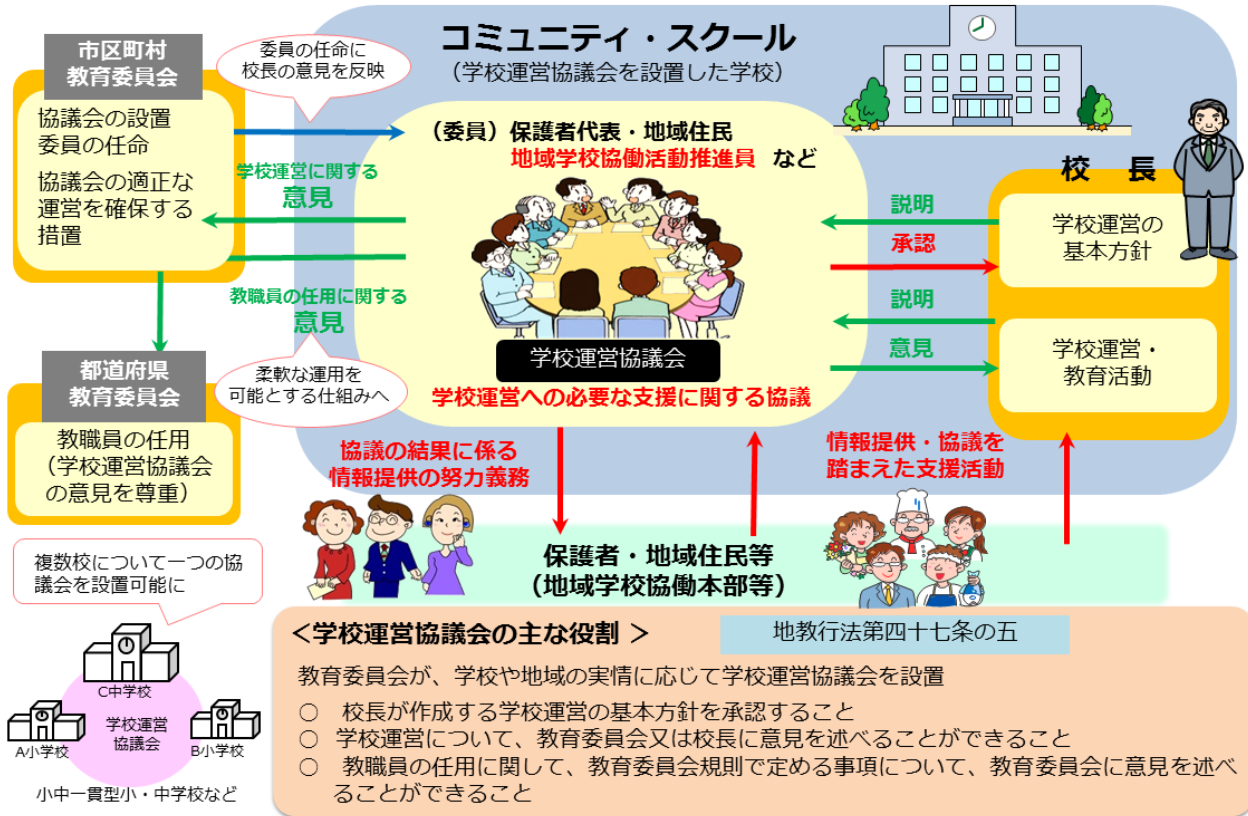 コミュニティ・スクール
（学校運営協議会を設置した学校）
市区町村
教育委員会
協議会の設置
委員の任命
協議会の適正な
運営を確保する
措置
委員の任命に
校長の意見を反映
（委員）保護者代表・地域住民
地域学校協働活動推進員 など
学校運営に関する
意見
教職員の任用に関する
意見
柔軟な運用を
可能とする仕組みへ
都道府県
教育委員会
教職員の任用
（学校運営協議会
の意見を尊重）
学校運営協議会
学校運営への必要な支援に関する協議
校 長
学校運営の
基本方針
学校運営・
教育活動
説明
承認
説明
意見
協議の結果に係る
情報提供の努力義務
情報提供・協議を
踏まえた支援活動
保護者・地域住民等
（地域学校協働本部等）
複数校について一つの協
議会を設置可能に
C中学校
学校運営
協議会
A小学校
B小学校
小中一貫型小・中学校など
＜学校運営協議会の主な役割 ＞
地教行法第四十七条の五
教育委員会が、学校や地域の実情に応じて学校運営協議会を設置
○ 校長が作成する学校運営の基本方針を承認すること
○ 学校運営について、教育委員会又は校長に意見を述べることができること
○ 教職員の任用に関して、教育委員会規則で定める事項について、教育委員会に意見を述べ
ることができること